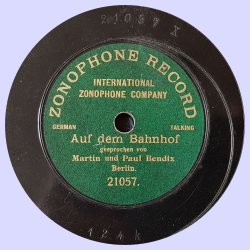 21057 X
ZONOPHONE RECORD
INTERNATIONAL
ZONOPHONE COMPANY
GERMAN TALKING
Auf dem Bahnhof
gesprochen von
Martin und Paul Bendix
Berlin.
21057.
424k